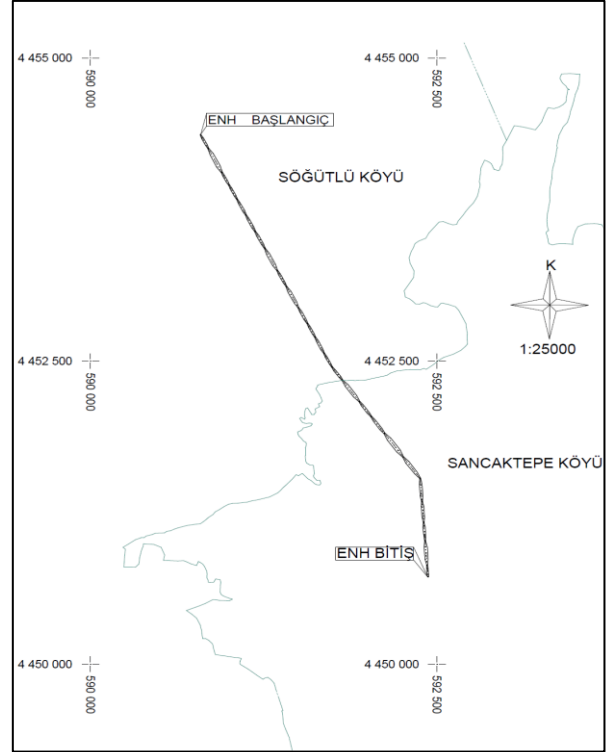 4 455 000
590 000
4 455 000
592 500
ENH BAŞLANGIÇ
SÖĞÜTLÜ KÖYÜ
K
1:25000
4 452 500
590 000
4 452 500
592 500
SANCAKTEPE KÖYÜ
ENH BİTİŞ
4 450 000
590 000
4 450 000
592 500